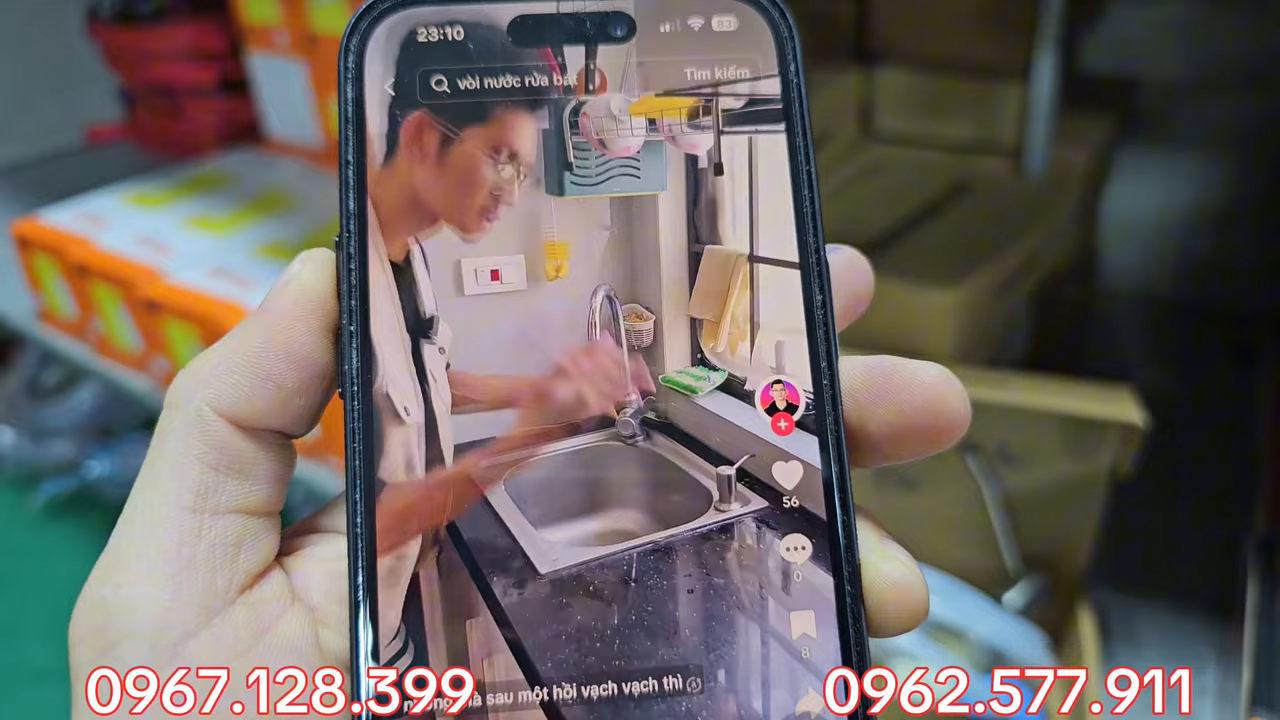 23:10
83
vòi nước rửa bát
Tìm kiếm
56
0
8
sau một hồi vạch vạch thì
0967.128.399
0962.577.911